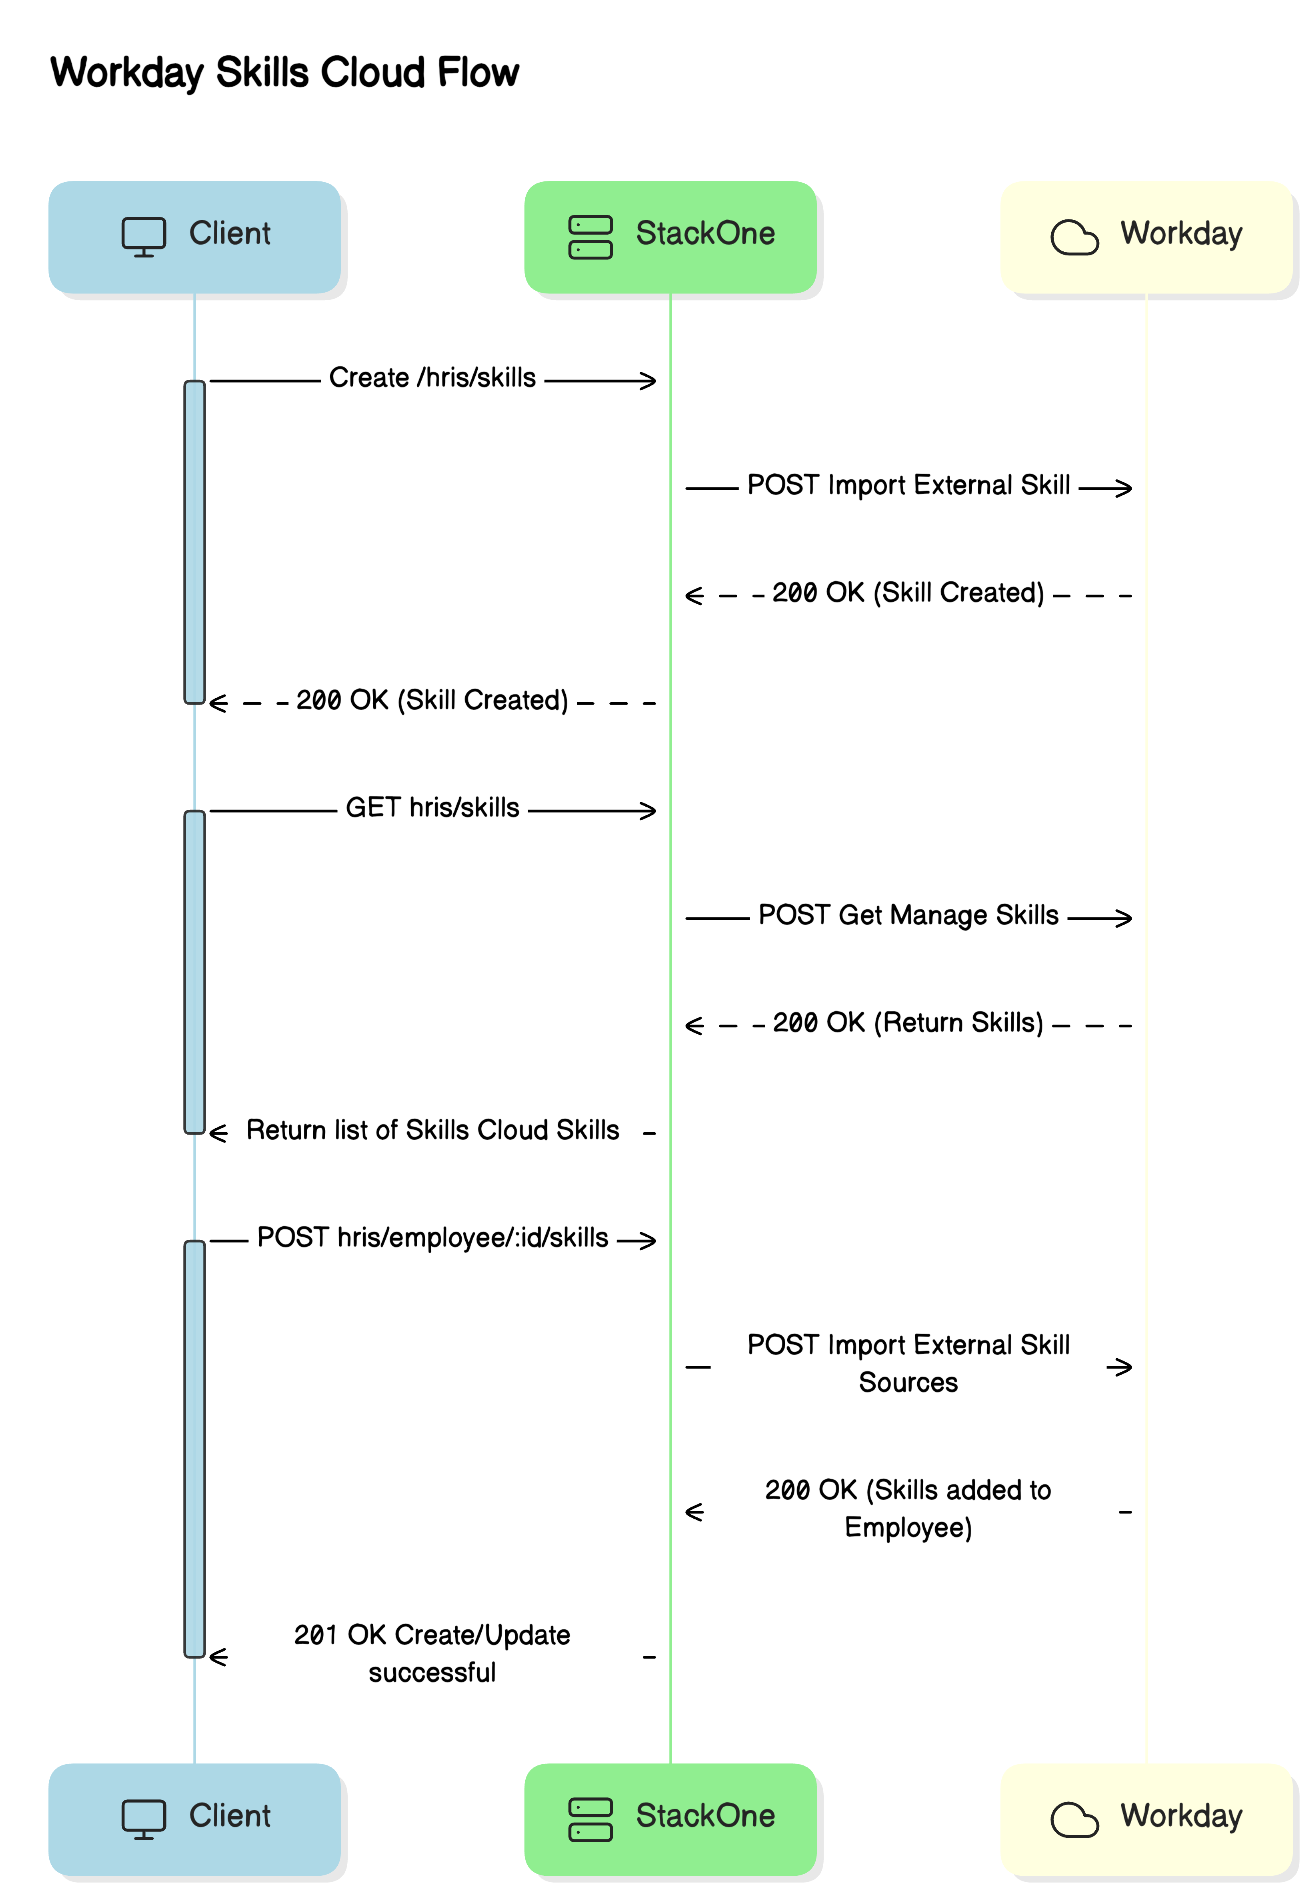 Workday Skills Cloud Flow
Client
StackOne
Workday
Create /hris/skills
POST Import External Skill
200 OK (Skill Created)
200 OK (Skill Created)
GET hris/skills
POST Get Manage Skills
200 OK (Return Skills)
Return list of Skills Cloud Skills
POST hris/employee/:id/skills
POST Import External Skill
Sources
200 OK (Skills added to
Employee)
201 OK Create/Update
successful
Client
StackOne
Workday